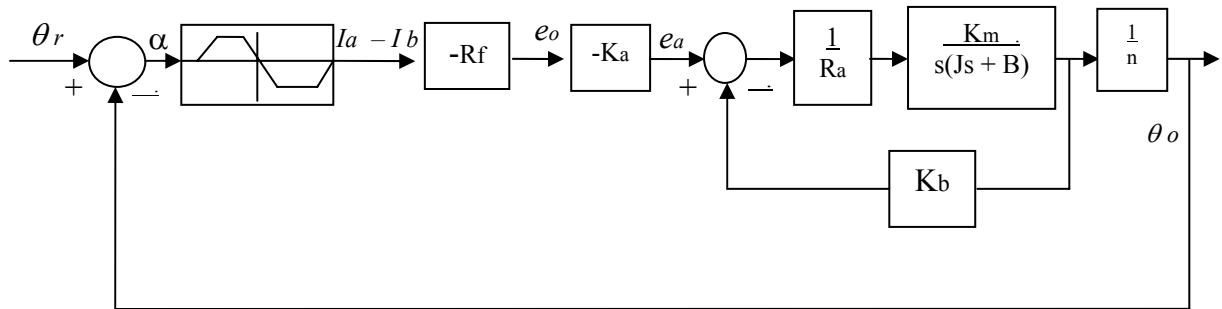 θr
+
α
Ia − Ib
-Rf
eo
-Ka
ea
+
1
Ra
Km
s(Js + B)
1
n
θo
Kb